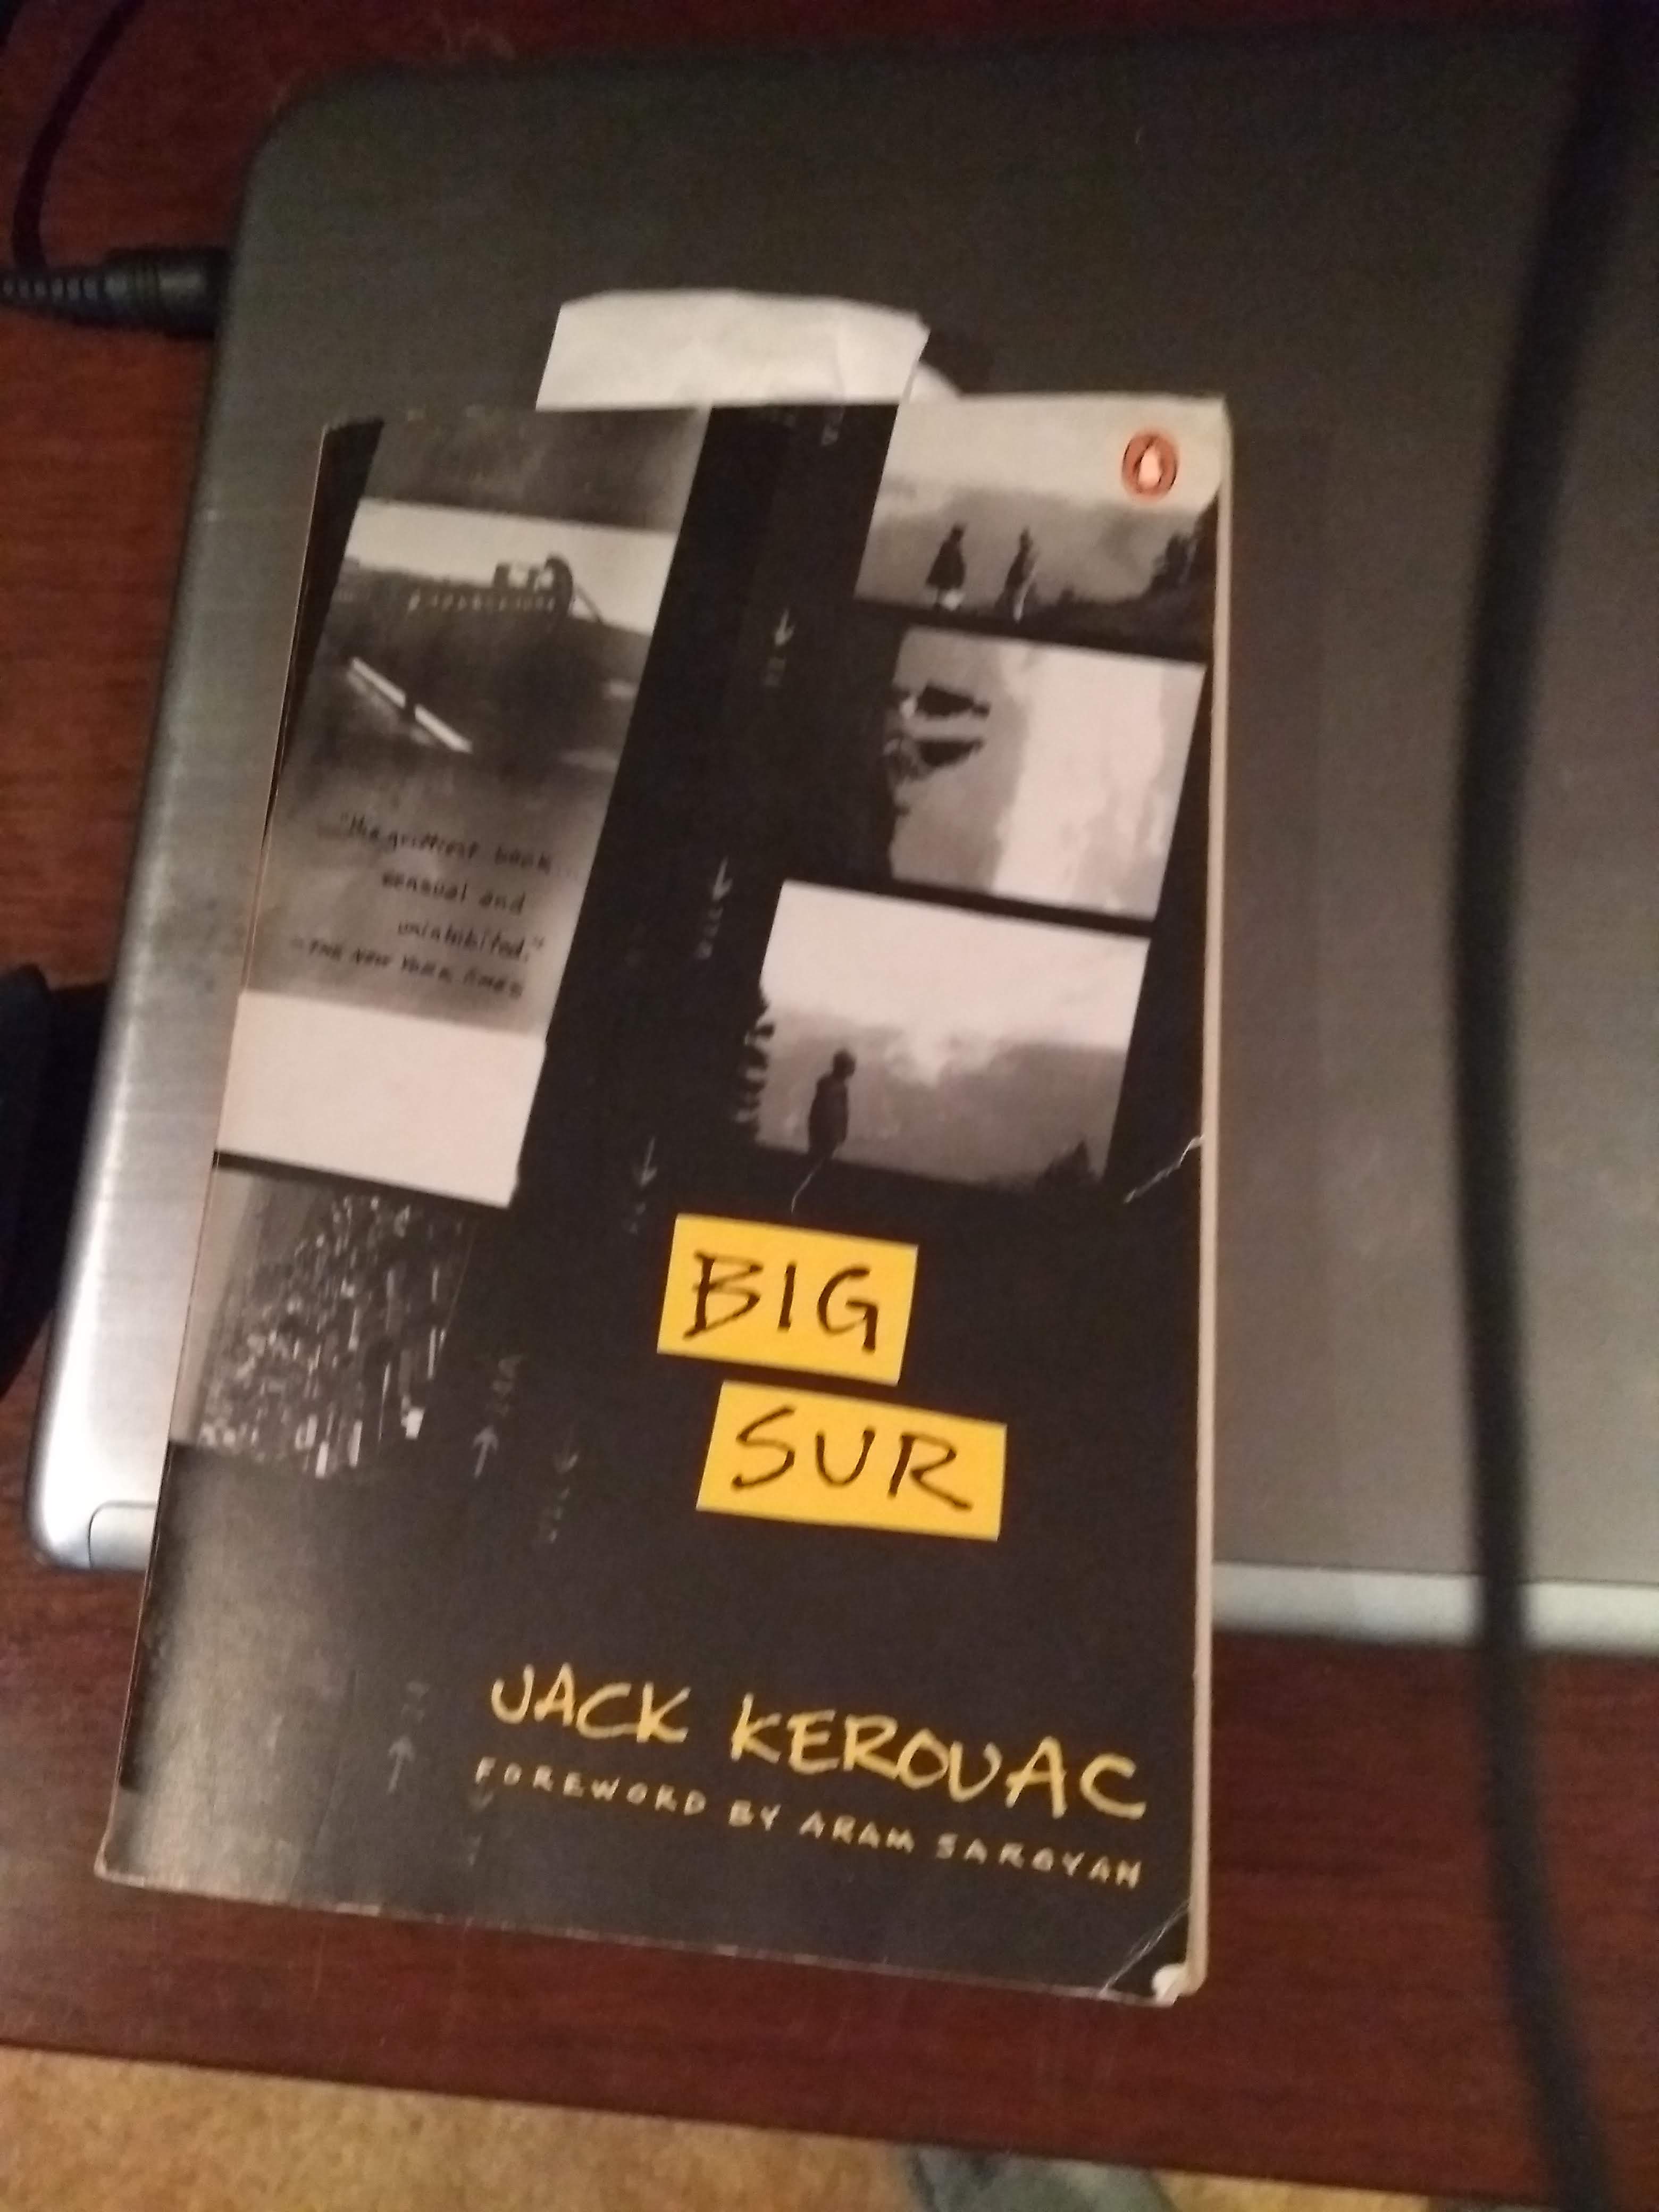 "the grittiest book...
sensual and
uninhibited."
—THE NEW YORK TIMES
BIG
SUR
JACK KEROUAC
FOREWORD BY ARAM SAROYAN